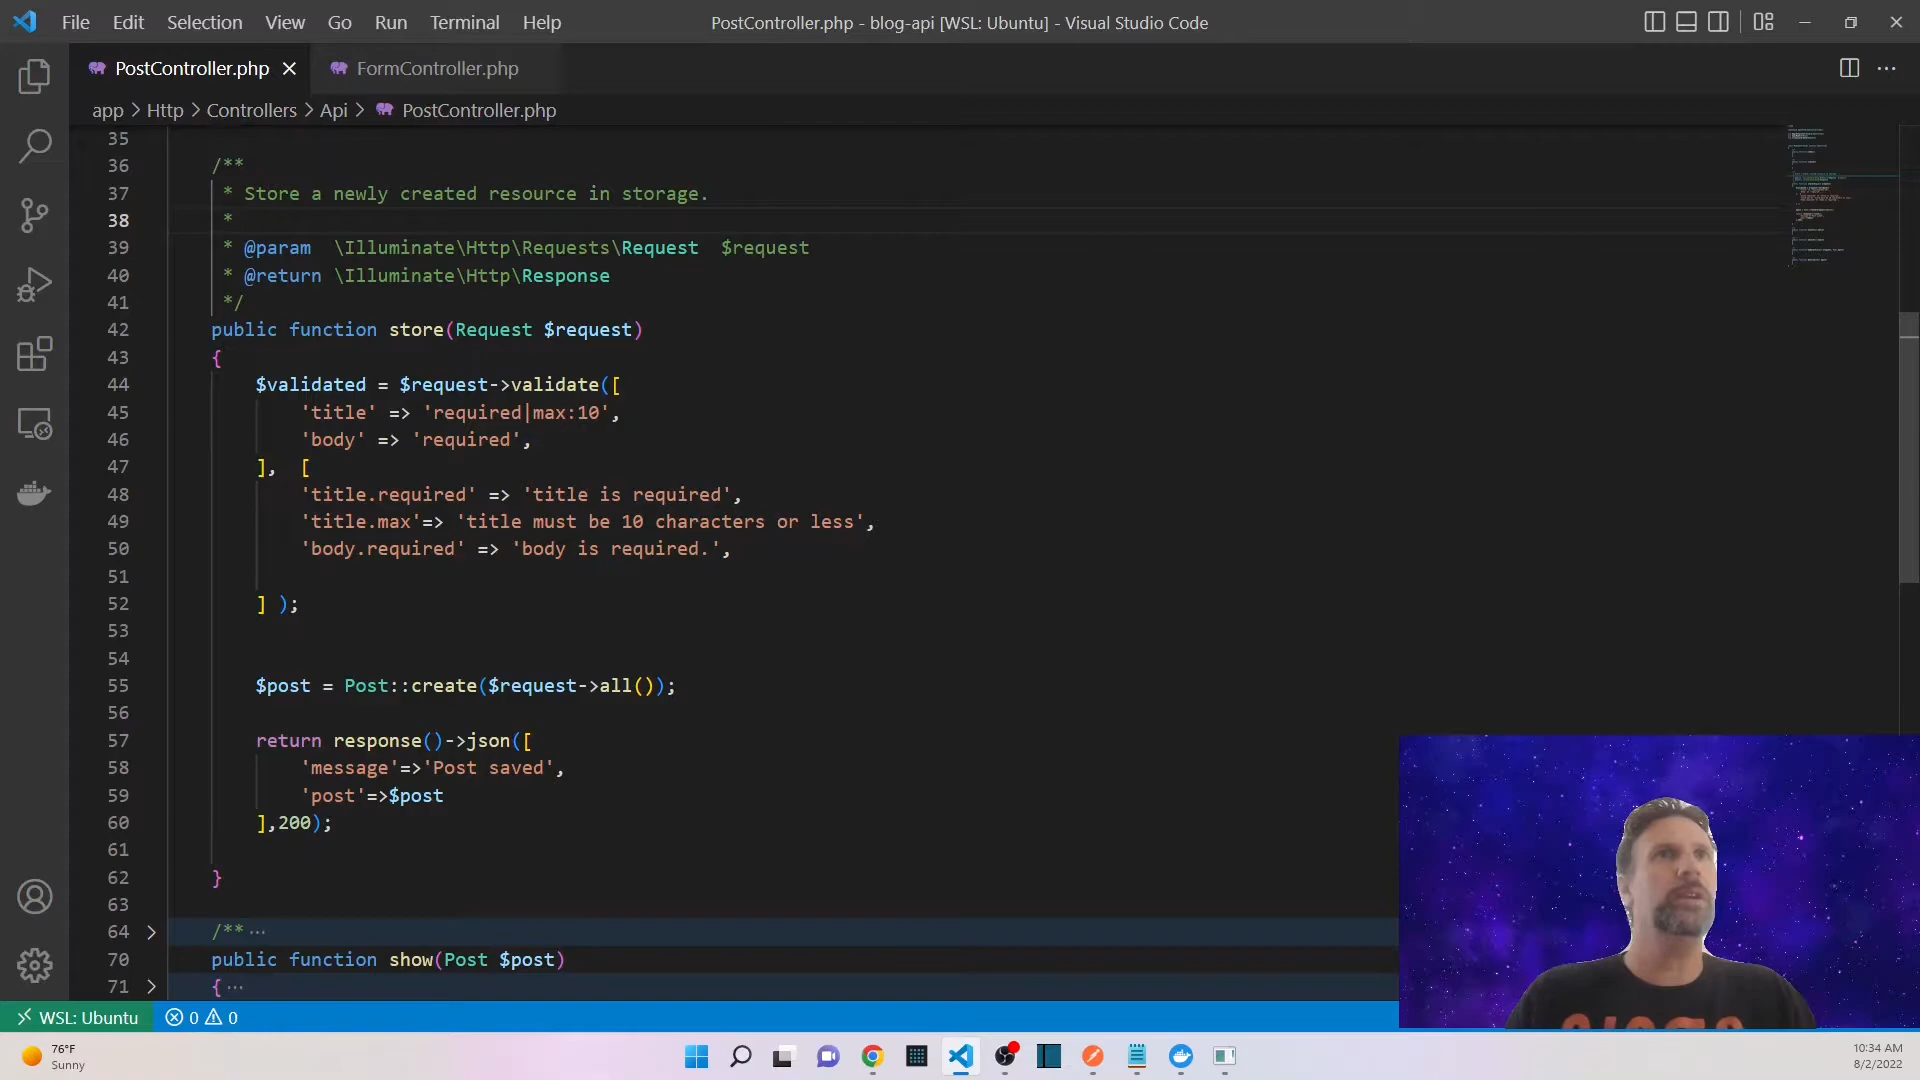 File Edit Selection View Go Run Terminal Help
PostController.php - blog-api [WSL: Ubuntu] - Visual Studio Code
PostController.php
FormController.php
app > Http > Controllers > Api > PostController.php
35
36 /**
37 * Store a newly created resource in storage.
38 *
39 * @param \Illuminate\Http\Requests\Request $request
40 * @return \Illuminate\Http\Response
41 */
42 public function store(Request $request)
43 {
44 $validated = $request->validate([
45 'title' => 'required|max:10',
46 'body' => 'required',
47 ], [
48 'title.required' => 'title is required',
49 'title.max'=> 'title must be 10 characters or less',
50 'body.required' => 'body is required.',
51
52 ] );
53
54
55 $post = Post::create($request->all());
56
57 return response()->json([
58 'message'=>'Post saved',
59 'post'=>$post
60 ],200);
61
62 }
63
64 /** ...
70 public function show(Post $post)
71 { ...
WSL: Ubuntu 0 0
76°F
Sunny
10:34 AM
8/2/2022